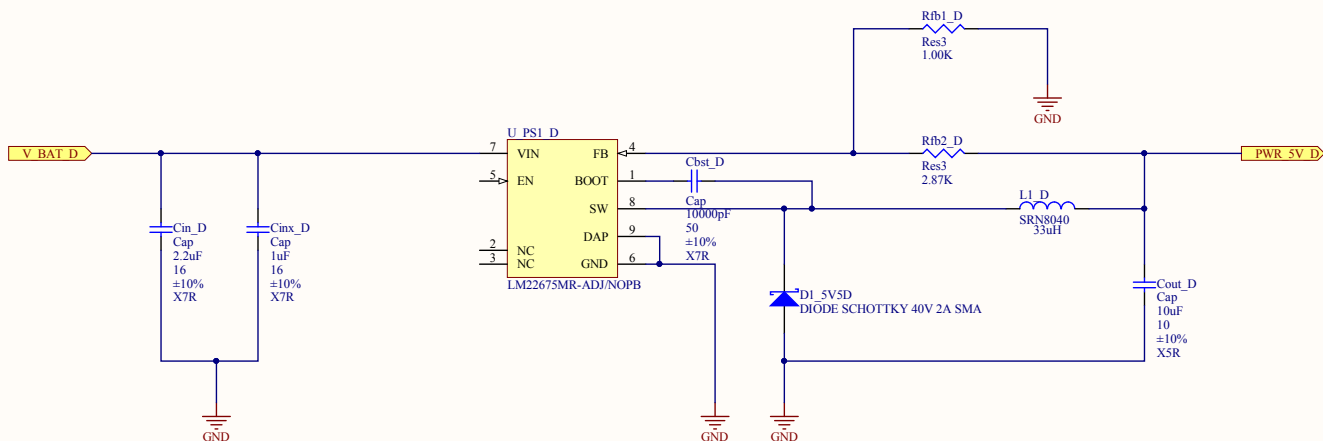 Rfb1_D
Res3
1.00K
GND
V_BAT_D
U_PS1_D
7 VIN FB 4
5 EN BOOT 1
SW 8
DAP 9
2 NC
3 NC GND 6
LM22675MR-ADJ/NOPB
Cbst_D
Cap
10000pF
50
±10%
X7R
Rfb2_D
Res3
2.87K
PWR_5V_D
L1_D
SRN8040
33uH
Cin_D
Cap
2.2uF
16
±10%
X7R
Cinx_D
Cap
1uF
16
±10%
X7R
D1_5V5D
DIODE SCHOTTKY 40V 2A SMA
Cout_D
Cap
10uF
10
±10%
X5R
GND
GND
GND